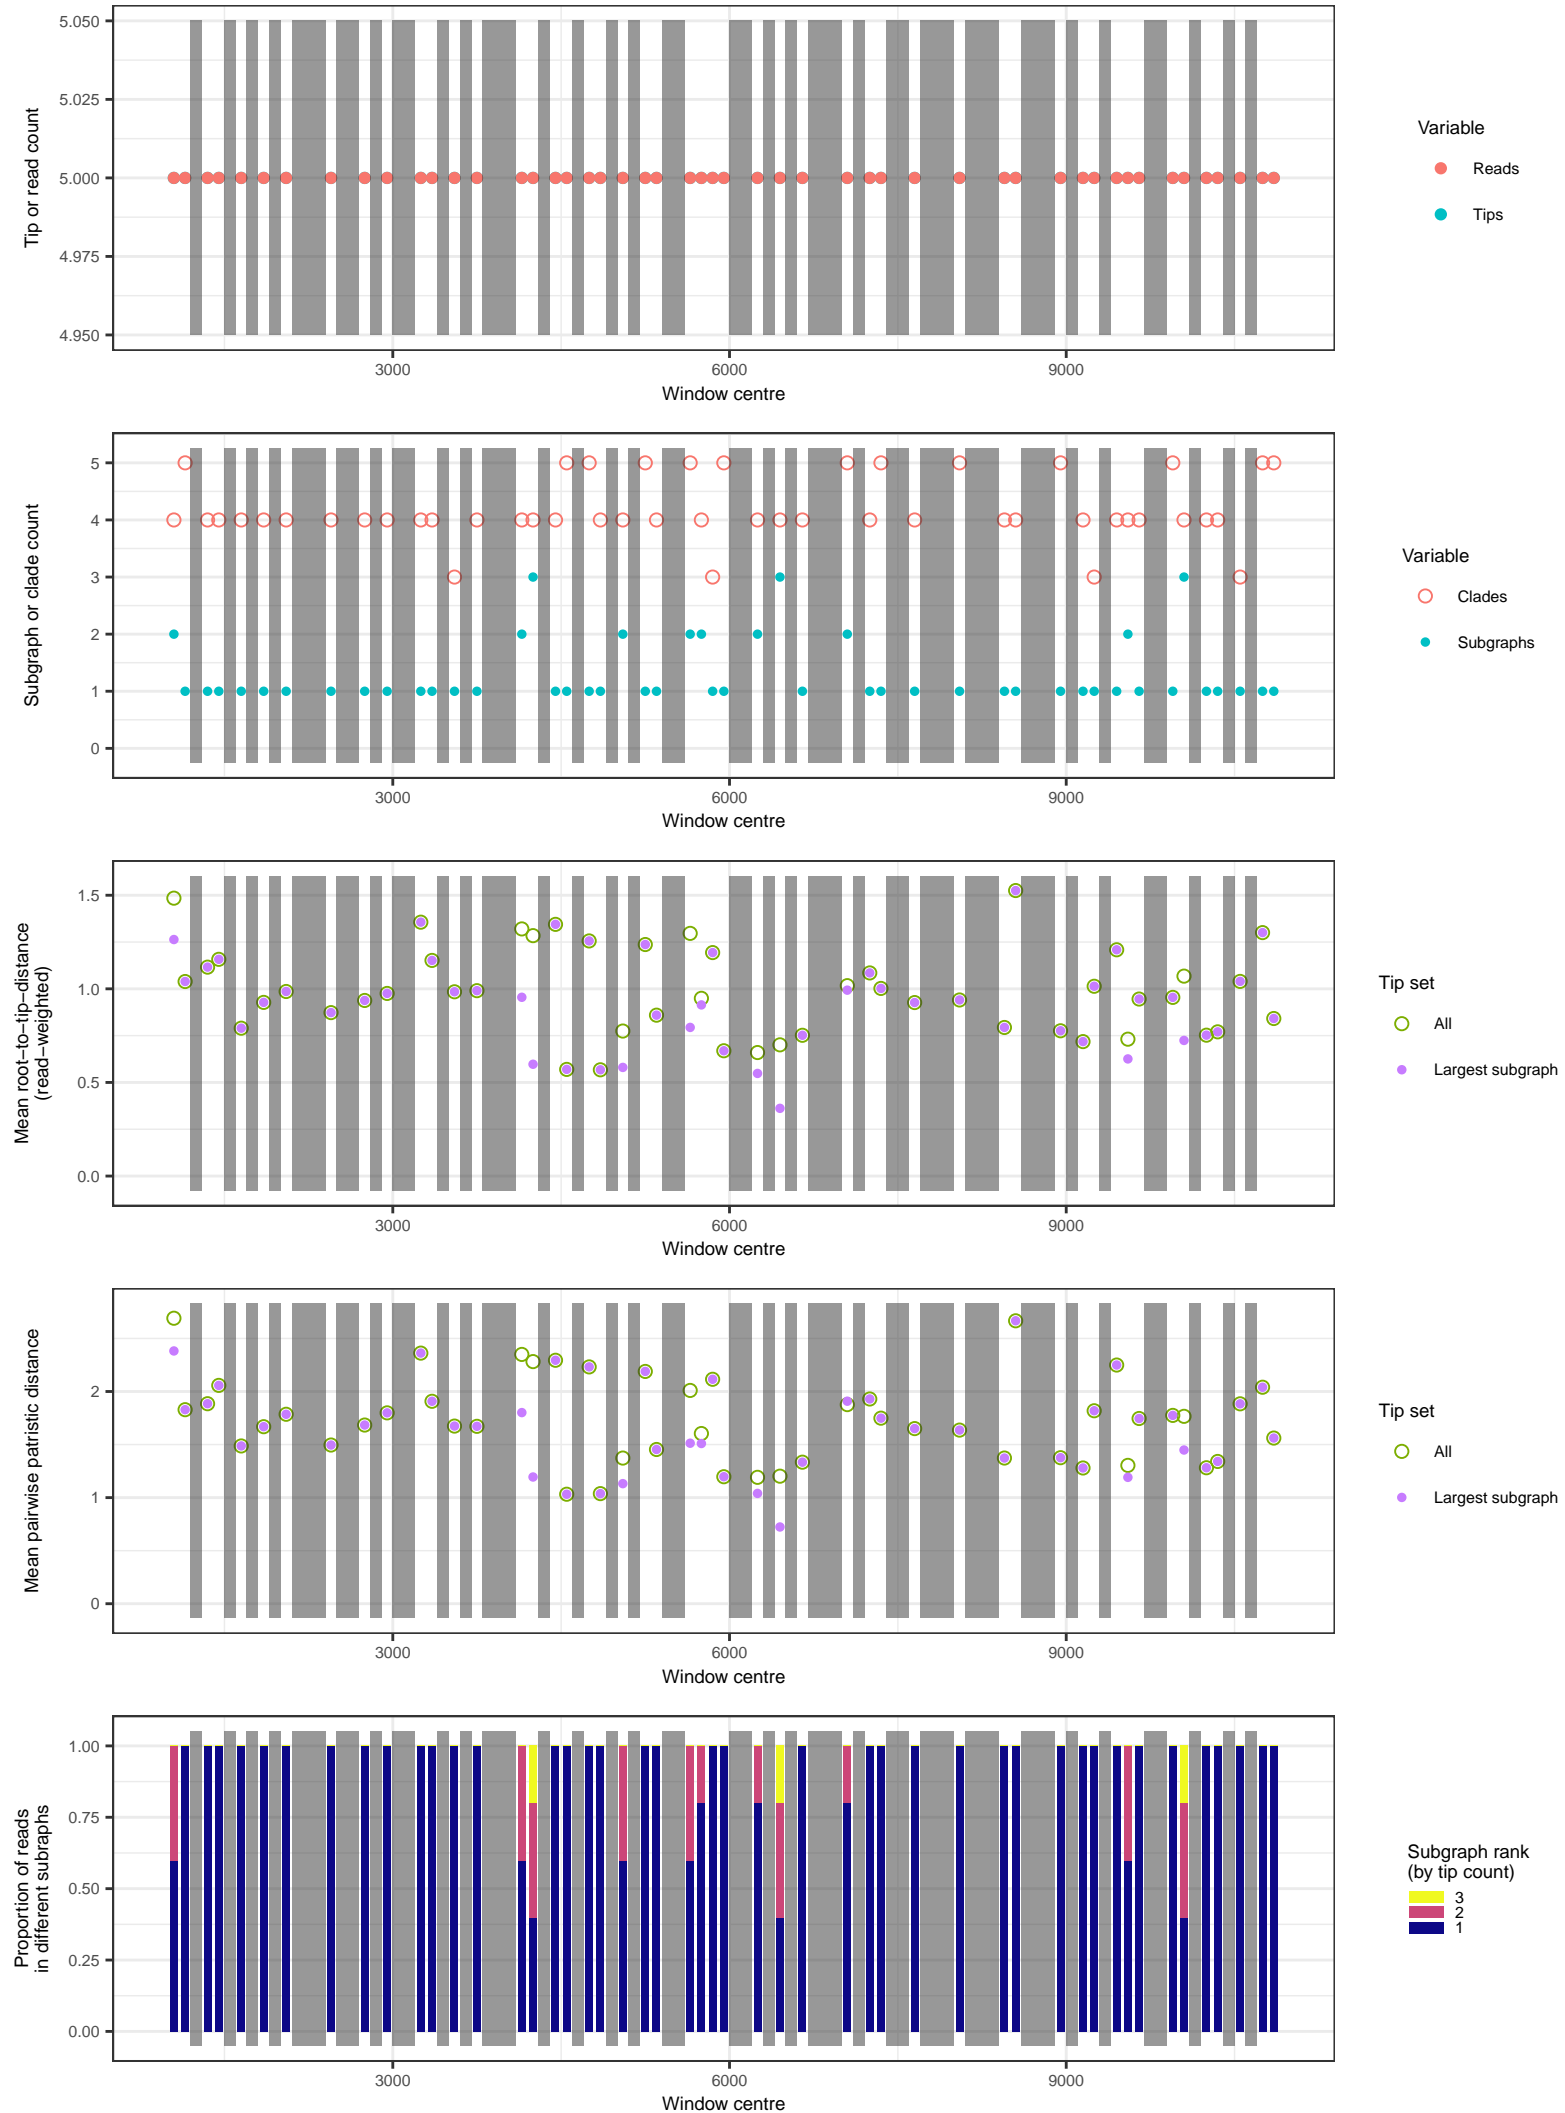 5.050
5.025
5.000
4.975
4.950
Tip or read count
3000
6000
9000
Window centre
Variable
Reads
Tips
5
4
3
2
1
0
Subgraph or clade count
3000
6000
9000
Window centre
Variable
Clades
Subgraphs
1.5
1.0
0.5
0.0
Mean root−to−tip−distance
(read−weighted)
3000
6000
9000
Window centre
Tip set
All
Largest subgraph
2
1
0
Mean pairwise patristic distance
3000
6000
9000
Window centre
Tip set
All
Largest subgraph
1.00
0.75
0.50
0.25
0.00
Proportion of reads
in different subraphs
3000
6000
9000
Window centre
Subgraph rank
(by tip count)
3
2
1